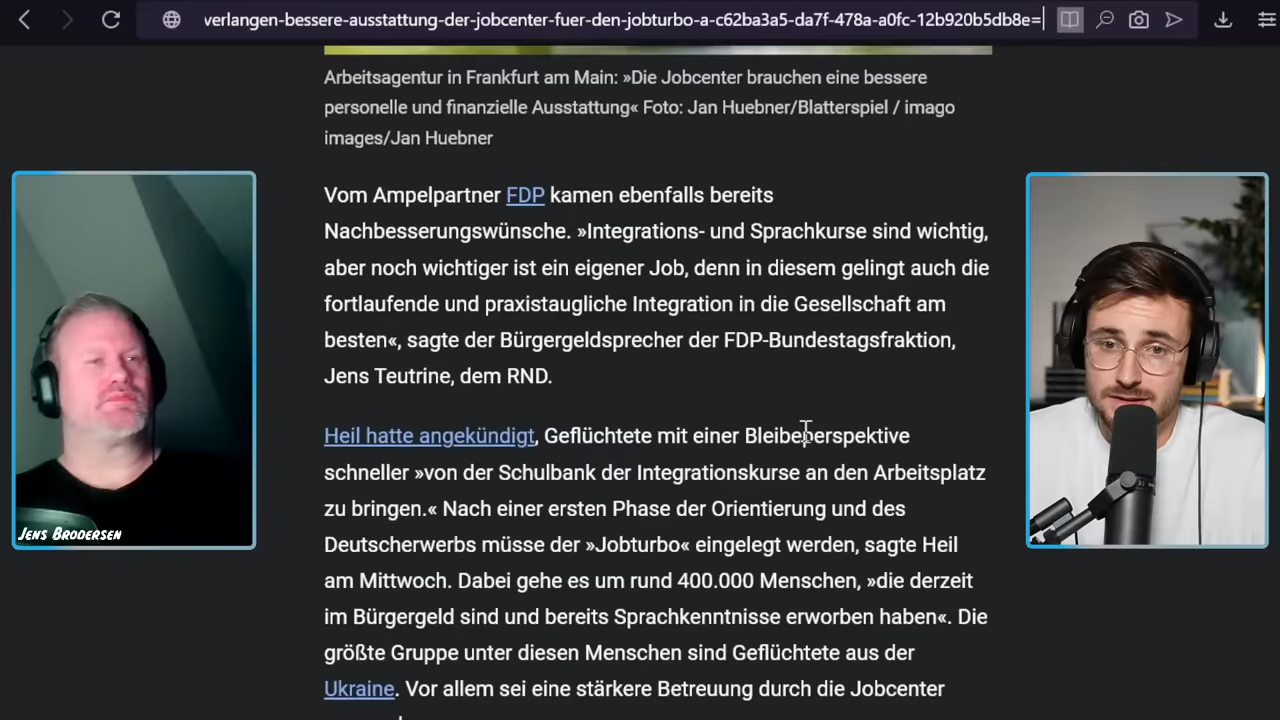 verlangen-bessere-ausstattung-der-jobcenter-fuer-den-jobturbo-a-c62ba3a5-da7f-478a-a0fc-12b920b5db8e=
Arbeitsagentur in Frankfurt am Main: »Die Jobcenter brauchen eine bessere
personelle und finanzielle Ausstattung« Foto: Jan Huebner/Blatterspiel / imago
images/Jan Huebner
Vom Ampelpartner FDP kamen ebenfalls bereits
Nachbesserungswünsche. »Integrations- und Sprachkurse sind wichtig,
aber noch wichtiger ist ein eigener Job, denn in diesem gelingt auch die
fortlaufende und praxistaugliche Integration in die Gesellschaft am
besten«, sagte der Bürgergeldsprecher der FDP-Bundestagsfraktion,
Jens Teutrine, dem RND.
Heil hatte angekündigt, Geflüchtete mit einer Bleibeperspektive
schneller »von der Schulbank der Integrationskurse an den Arbeitsplatz
zu bringen.« Nach einer ersten Phase der Orientierung und des
Deutscherwerbs müsse der »Jobturbo« eingelegt werden, sagte Heil
am Mittwoch. Dabei gehe es um rund 400.000 Menschen, »die derzeit
im Bürgergeld sind und bereits Sprachkenntnisse erworben haben«. Die
größte Gruppe unter diesen Menschen sind Geflüchtete aus der
Ukraine. Vor allem sei eine stärkere Betreuung durch die Jobcenter
Jens Brodersen